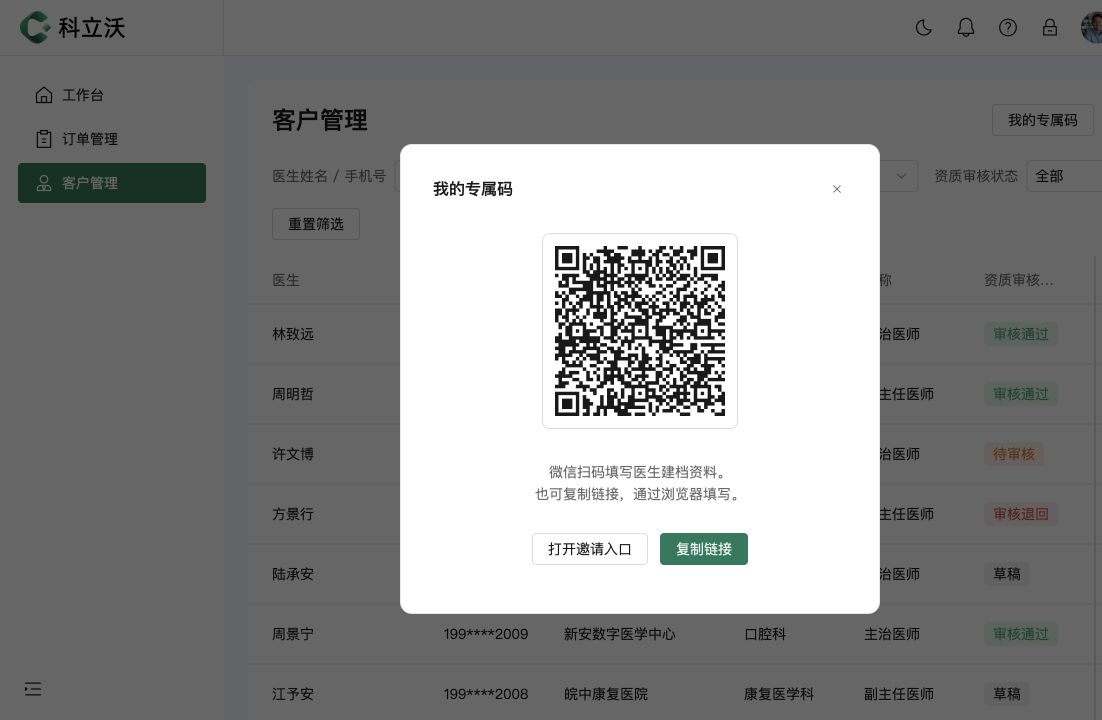 科立沃
工作台
订单管理
客户管理
客户管理
我的专属码
医生姓名 / 手机号
资质审核状态 全部
重置筛选
医生
称
资质审核…
林致远
治医师
审核通过
周明哲
主任医师
审核通过
许文博
治医师
待审核
方景行
主任医师
审核退回
陆承安
治医师
草稿
周景宁 199****2009 新安数字医学中心 口腔科 主治医师 审核通过
江予安 199****2008 皖中康复医院 康复医学科 副主任医师 草稿
我的专属码
微信扫码填写医生建档资料。
也可复制链接，通过浏览器填写。
打开邀请入口
复制链接